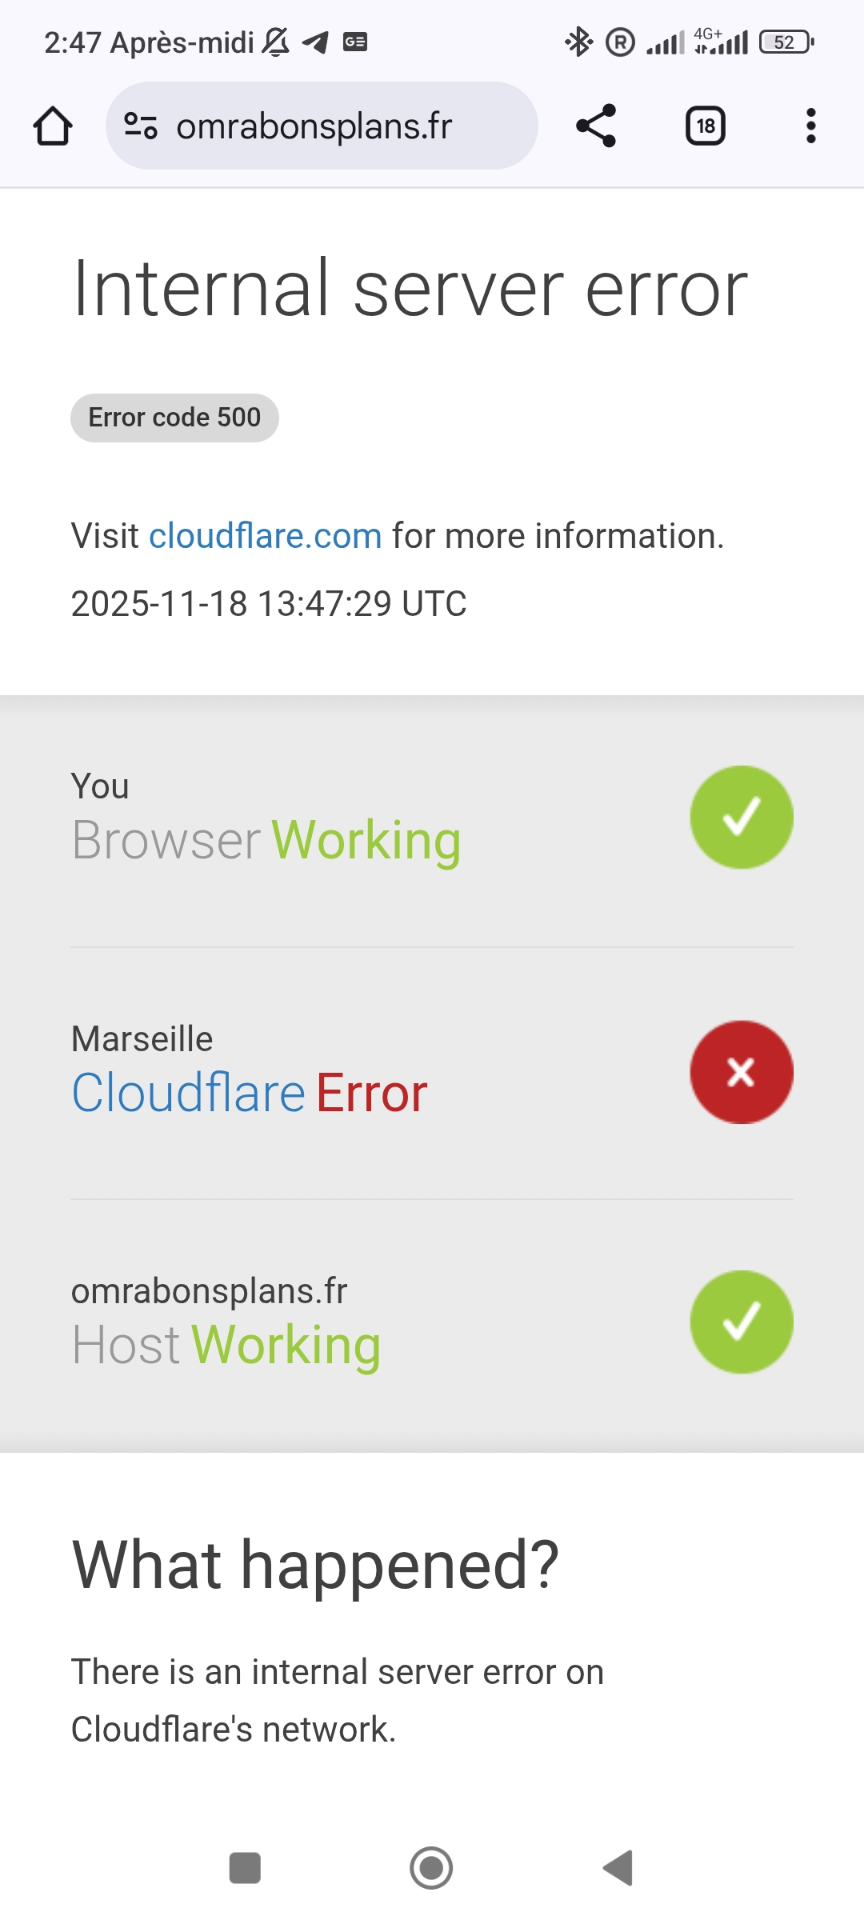 2:47 Après-midi
R 4G+ 52
omrabonsplans.fr
18
Internal server error
Error code 500
Visit cloudflare.com for more information.
2025-11-18 13:47:29 UTC
You
Browser Working
Marseille
Cloudflare Error
omrabonsplans.fr
Host Working
What happened?
There is an internal server error on
Cloudflare's network.